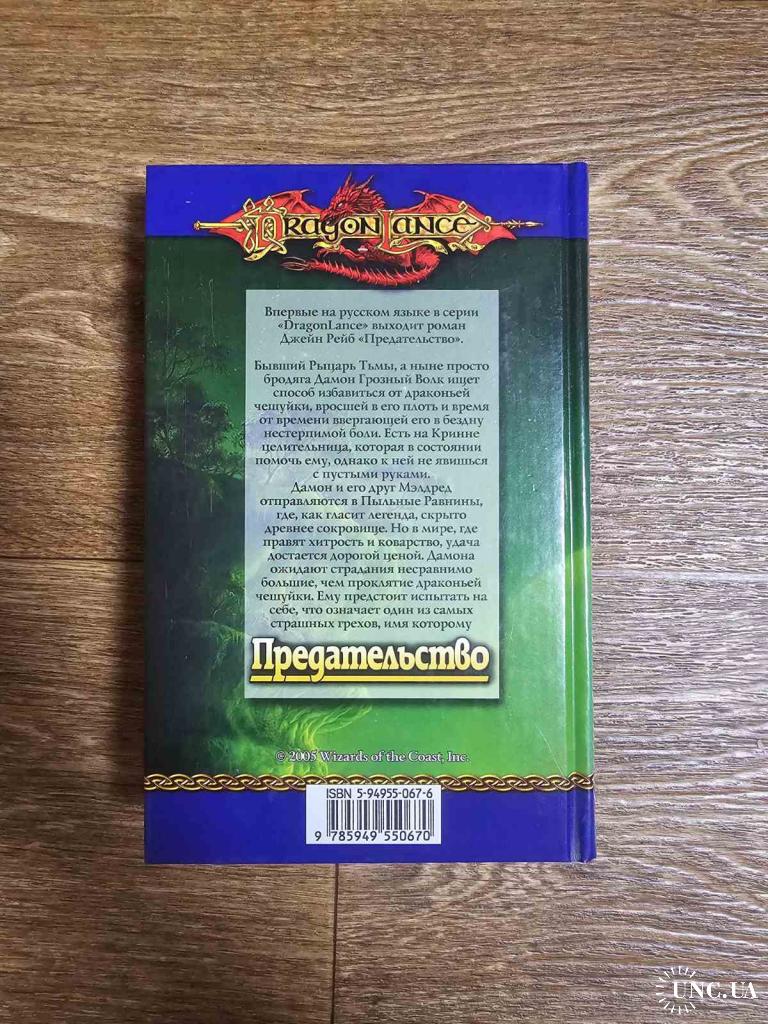 DRAGONLANCE
Впервые на русском языке в серии
«DragonLance» выходит роман
Джейн Рейб «Предательство».
Бывший Рыцарь Тьмы, а ныне просто
бродяга Дамон Грозный Волк ищет
способ избавиться от драконьей
чешуйки, вросшей в его плоть и время
от времени ввергающей его в бездну
нестерпимой боли. Есть на Кринне
целительница, которая в состоянии
помочь ему, однако к ней не явишься
с пустыми руками.
Дамон и его друг Мэлдред
отправляются в Пыльные Равнины,
где, как гласит легенда, скрыто
древнее сокровище. Но в мире, где
правят хитрость и коварство, удача
достается дорогой ценой. Дамона
ожидают страдания несравнимо
большие, чем проклятие драконьей
чешуйки. Ему предстоит испытать на
себе, что означает один из самых
страшных грехов, имя которому
Предательство
© 2005 Wizards of the Coast, Inc.
ISBN 5-94955-067-6
9 785949 550670
UNC.UA